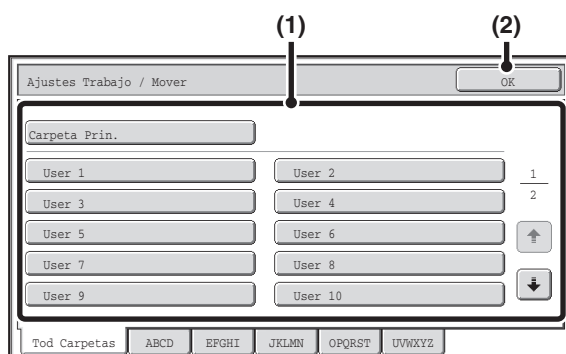 (1) (2)
Ajustes Trabajo / Mover OK
Carpeta Prin.
User 1 User 2
User 3 User 4
User 5 User 6
User 7 User 8
User 9 User 10
1
2
Tod Carpetas ABCD EFGHI JKLMN OPQRST UVWXYZ